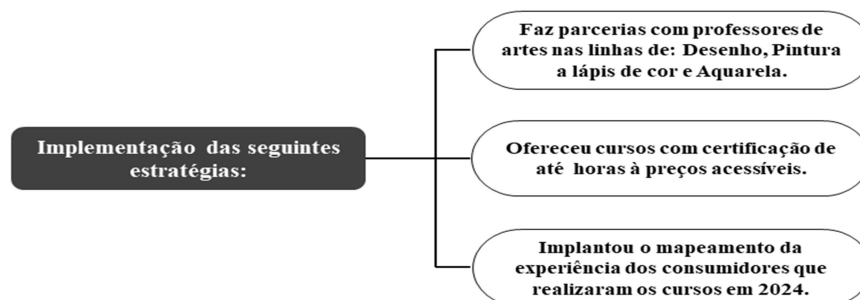 Implementação das seguintes
estratégias:
Faz parcerias com professores de
artes nas linhas de: Desenho, Pintura
a lápis de cor e Aquarela.
Ofereceu cursos com certificação de
até horas à preços acessíveis.
Implantou o mapeamento da
experiência dos consumidores que
realizaram os cursos em 2024.